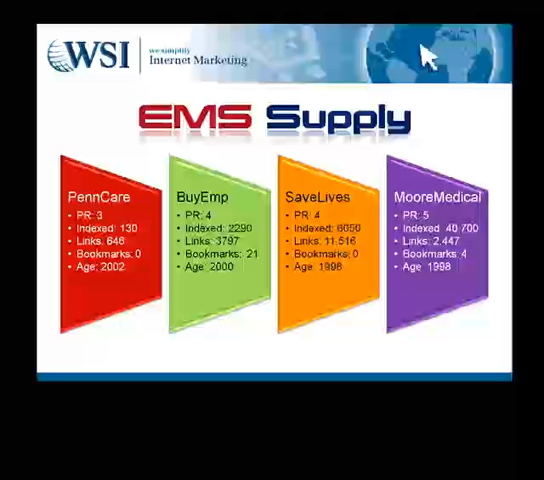 WSI
we simplify
Internet Marketing
EMS Supply
PennCare
• PR: 3
• Indexed: 130
• Links: 646
• Bookmarks: 0
• Age: 2002
BuyEmp
• PR: 4
• Indexed: 2290
• Links: 3797
• Bookmarks: 21
• Age: 2000
SaveLives
• PR: 4
• Indexed: 6050
• Links: 11,516
• Bookmarks: 0
• Age: 1998
MooreMedical
• PR: 5
• Indexed: 40,700
• Links: 2,447
• Bookmarks: 4
• Age: 1998